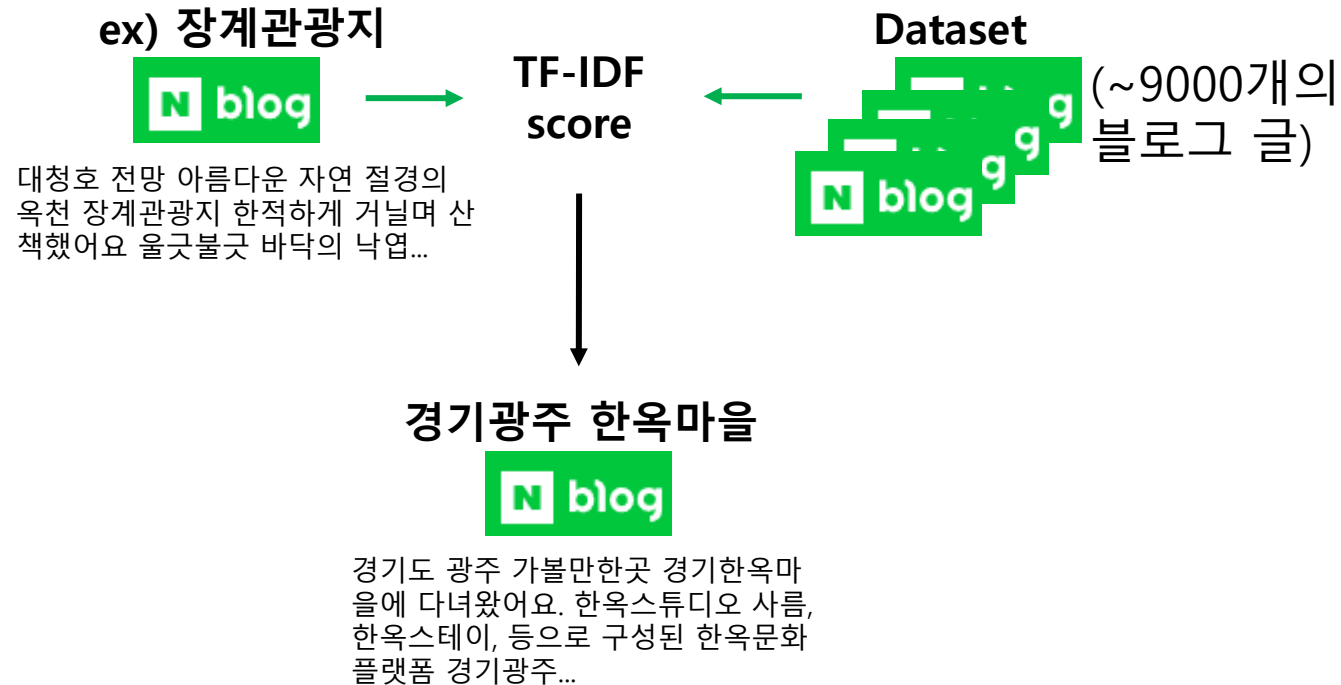 ex) 장계관광지
N blog
대청호 전망 아름다운 자연 절경의
옥천 장계관광지 한적하게 거닐며 산
책했어요 울긋불긋 바닥의 낙엽...
TF-IDF
score
Dataset
N blog
(~9000개의
블로그 글)
경기광주 한옥마을
N blog
경기도 광주 가볼만한곳 경기한옥마
을에 다녀왔어요. 한옥스튜디오 사름,
한옥스테이, 등으로 구성된 한옥문화
플랫폼 경기광주...